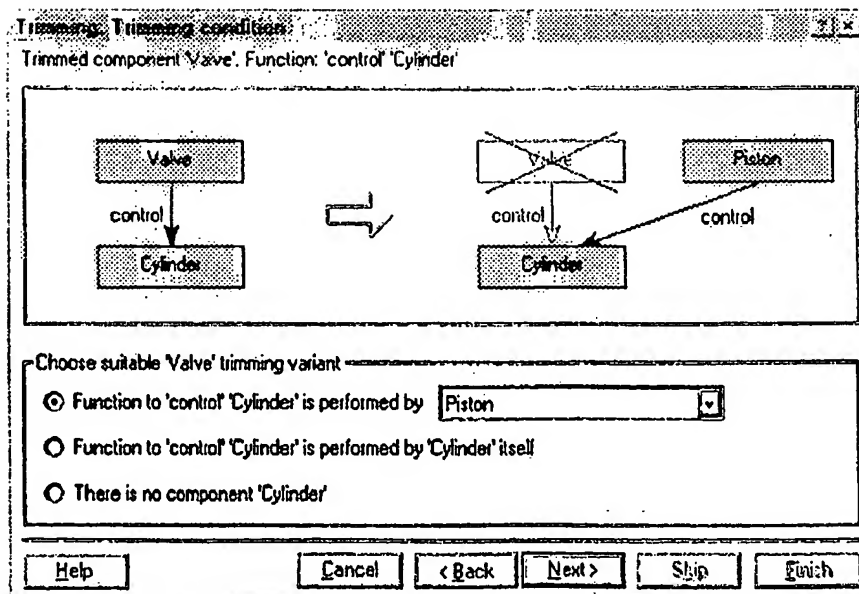 Trimming. Trimming condition
Trimmed component 'Valve'. Function: 'control' 'Cylinder'
Valve
control
Cylinder
Valve
Piston
control
control
Cylinder
Choose suitable 'Valve' trimming variant
Function to 'control' 'Cylinder' is performed by Piston
Function to 'control' 'Cylinder' is performed by 'Cylinder' itself
There is no component 'Cylinder'
Help Cancel < Back Next > Skip Finish